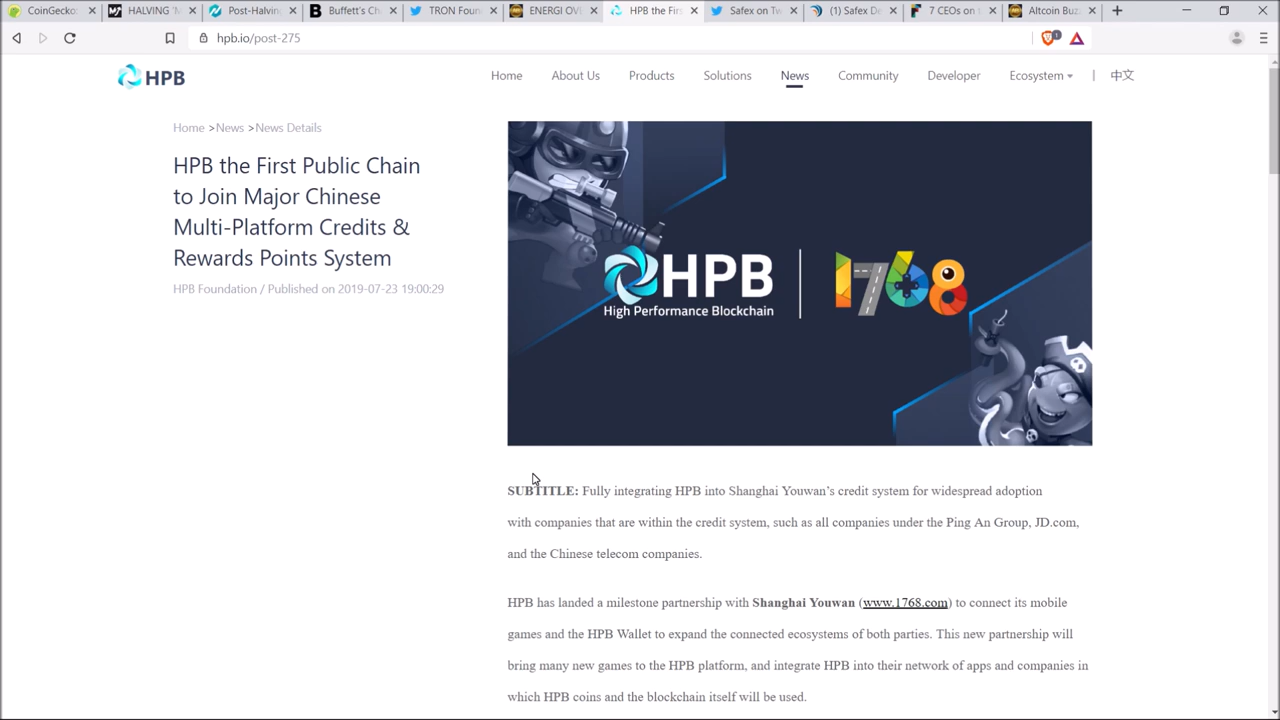 CoinGecko:
HALVING 'M
Post-Halvin
Buffett's Ch
TRON Foun
ENERGI OVI
HPB the Firs
Safex on Tw
(1) Safex De
7 CEOs on t
Altcoin Buzz
hpb.io/post-275
1
HPB
Home
About Us
Products
Solutions
News
Community
Developer
Ecosystem
中文
Home >News >News Details
HPB the First Public Chain
to Join Major Chinese
Multi-Platform Credits &
Rewards Points System
HPB Foundation / Published on 2019-07-23 19:00:29
HPB
High Performance Blockchain
1768
SUBTITLE: Fully integrating HPB into Shanghai Youwan's credit system for widespread adoption
with companies that are within the credit system, such as all companies under the Ping An Group, JD.com,
and the Chinese telecom companies.
HPB has landed a milestone partnership with Shanghai Youwan (www.1768.com) to connect its mobile
games and the HPB Wallet to expand the connected ecosystems of both parties. This new partnership will
bring many new games to the HPB platform, and integrate HPB into their network of apps and companies in
which HPB coins and the blockchain itself will be used.